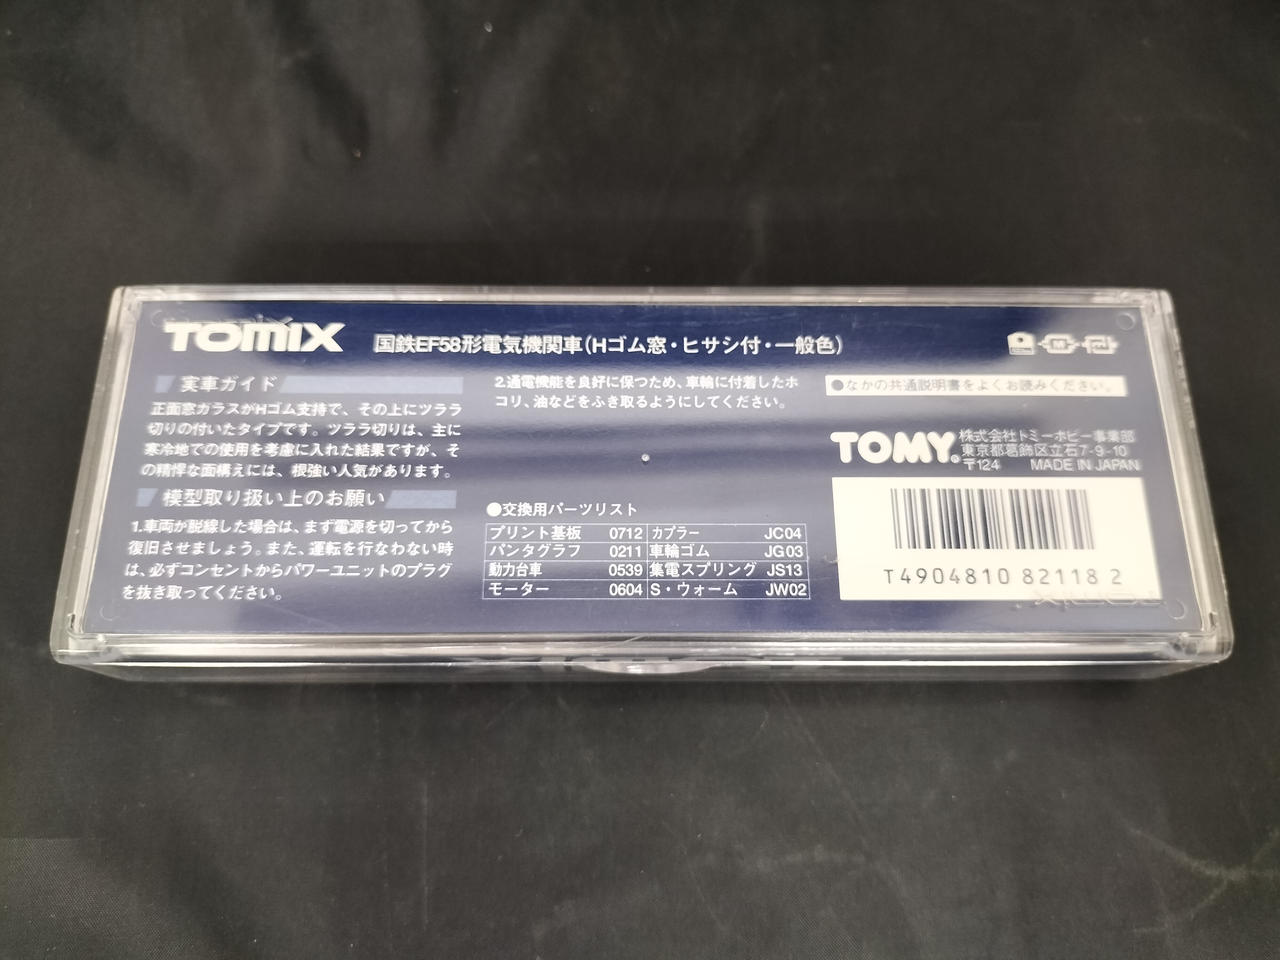 TOMIX 国鉄EF58形電気機関車(Hゴム窓・ヒサシ付・一般色)
実車ガイド
正面窓ガラスがHゴム支持で、その上にツララ
切りの付いたタイプです。ツララ切りは、主に
寒冷地での使用を考慮に入れた結果ですが、そ
の精悍な面構えには、根強い人気があります。
模型取り扱い上のお願い
1.車両が脱線した場合は、まず電源を切ってから
復旧させましょう。また、運転を行なわない時
は、必ずコンセントからパワーユニットのプラグ
を抜き取ってください。
2.通電機能を良好に保つため、車輪に付着したホ
コリ、油などをふき取るようにしてください。
●交換用パーツリスト
プリント基板 0712 カプラー JC04
パンタグラフ 0211 車輪ゴム JG03
動力台車 0539 集電スプリング JS13
モーター 0604 S・ウォーム JW02
M
●なかの共通説明書をよくお読みください。
TOMY 株式会社トミーホビー事業部
東京都葛飾区立石7-9-10
〒124 MADE IN JAPAN
T4904810 82118 2